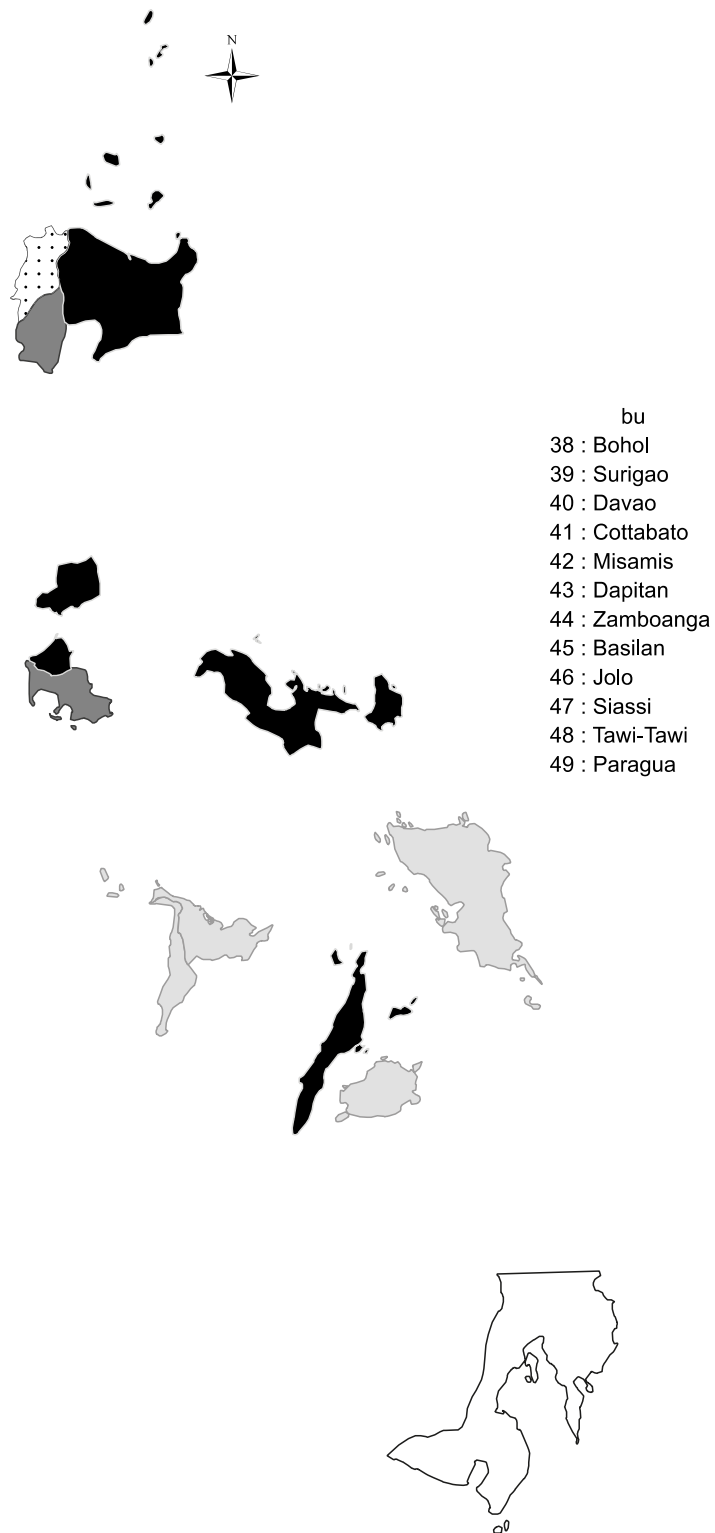 N
bu
38 : Bohol
39 : Surigao
40 : Davao
41 : Cottabato
42 : Misamis
43 : Dapitan
44 : Zamboanga
45 : Basilan
46 : Jolo
47 : Siassi
48 : Tawi-Tawi
49 : Paragua